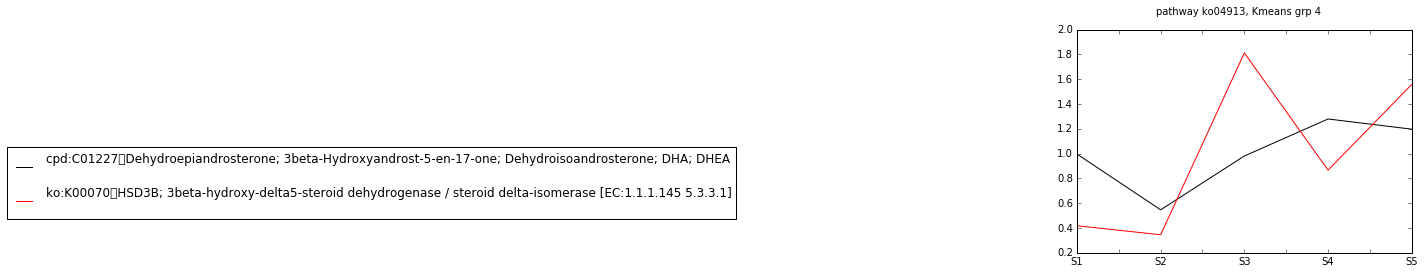 pathway ko04913, Kmeans grp 4
2.0
1.8
1.6
1.4
1.2
1.0
0.8
0.6
0.4
0.2
S1 S2 S3 S4 S5
cpd:C01227▯Dehydroepiandrosterone; 3beta-Hydroxyandrost-5-en-17-one; Dehydroisoandrosterone; DHA; DHEA
ko:K00070▯HSD3B; 3beta-hydroxy-delta5-steroid dehydrogenase / steroid delta-isomerase [EC:1.1.1.145 5.3.3.1]